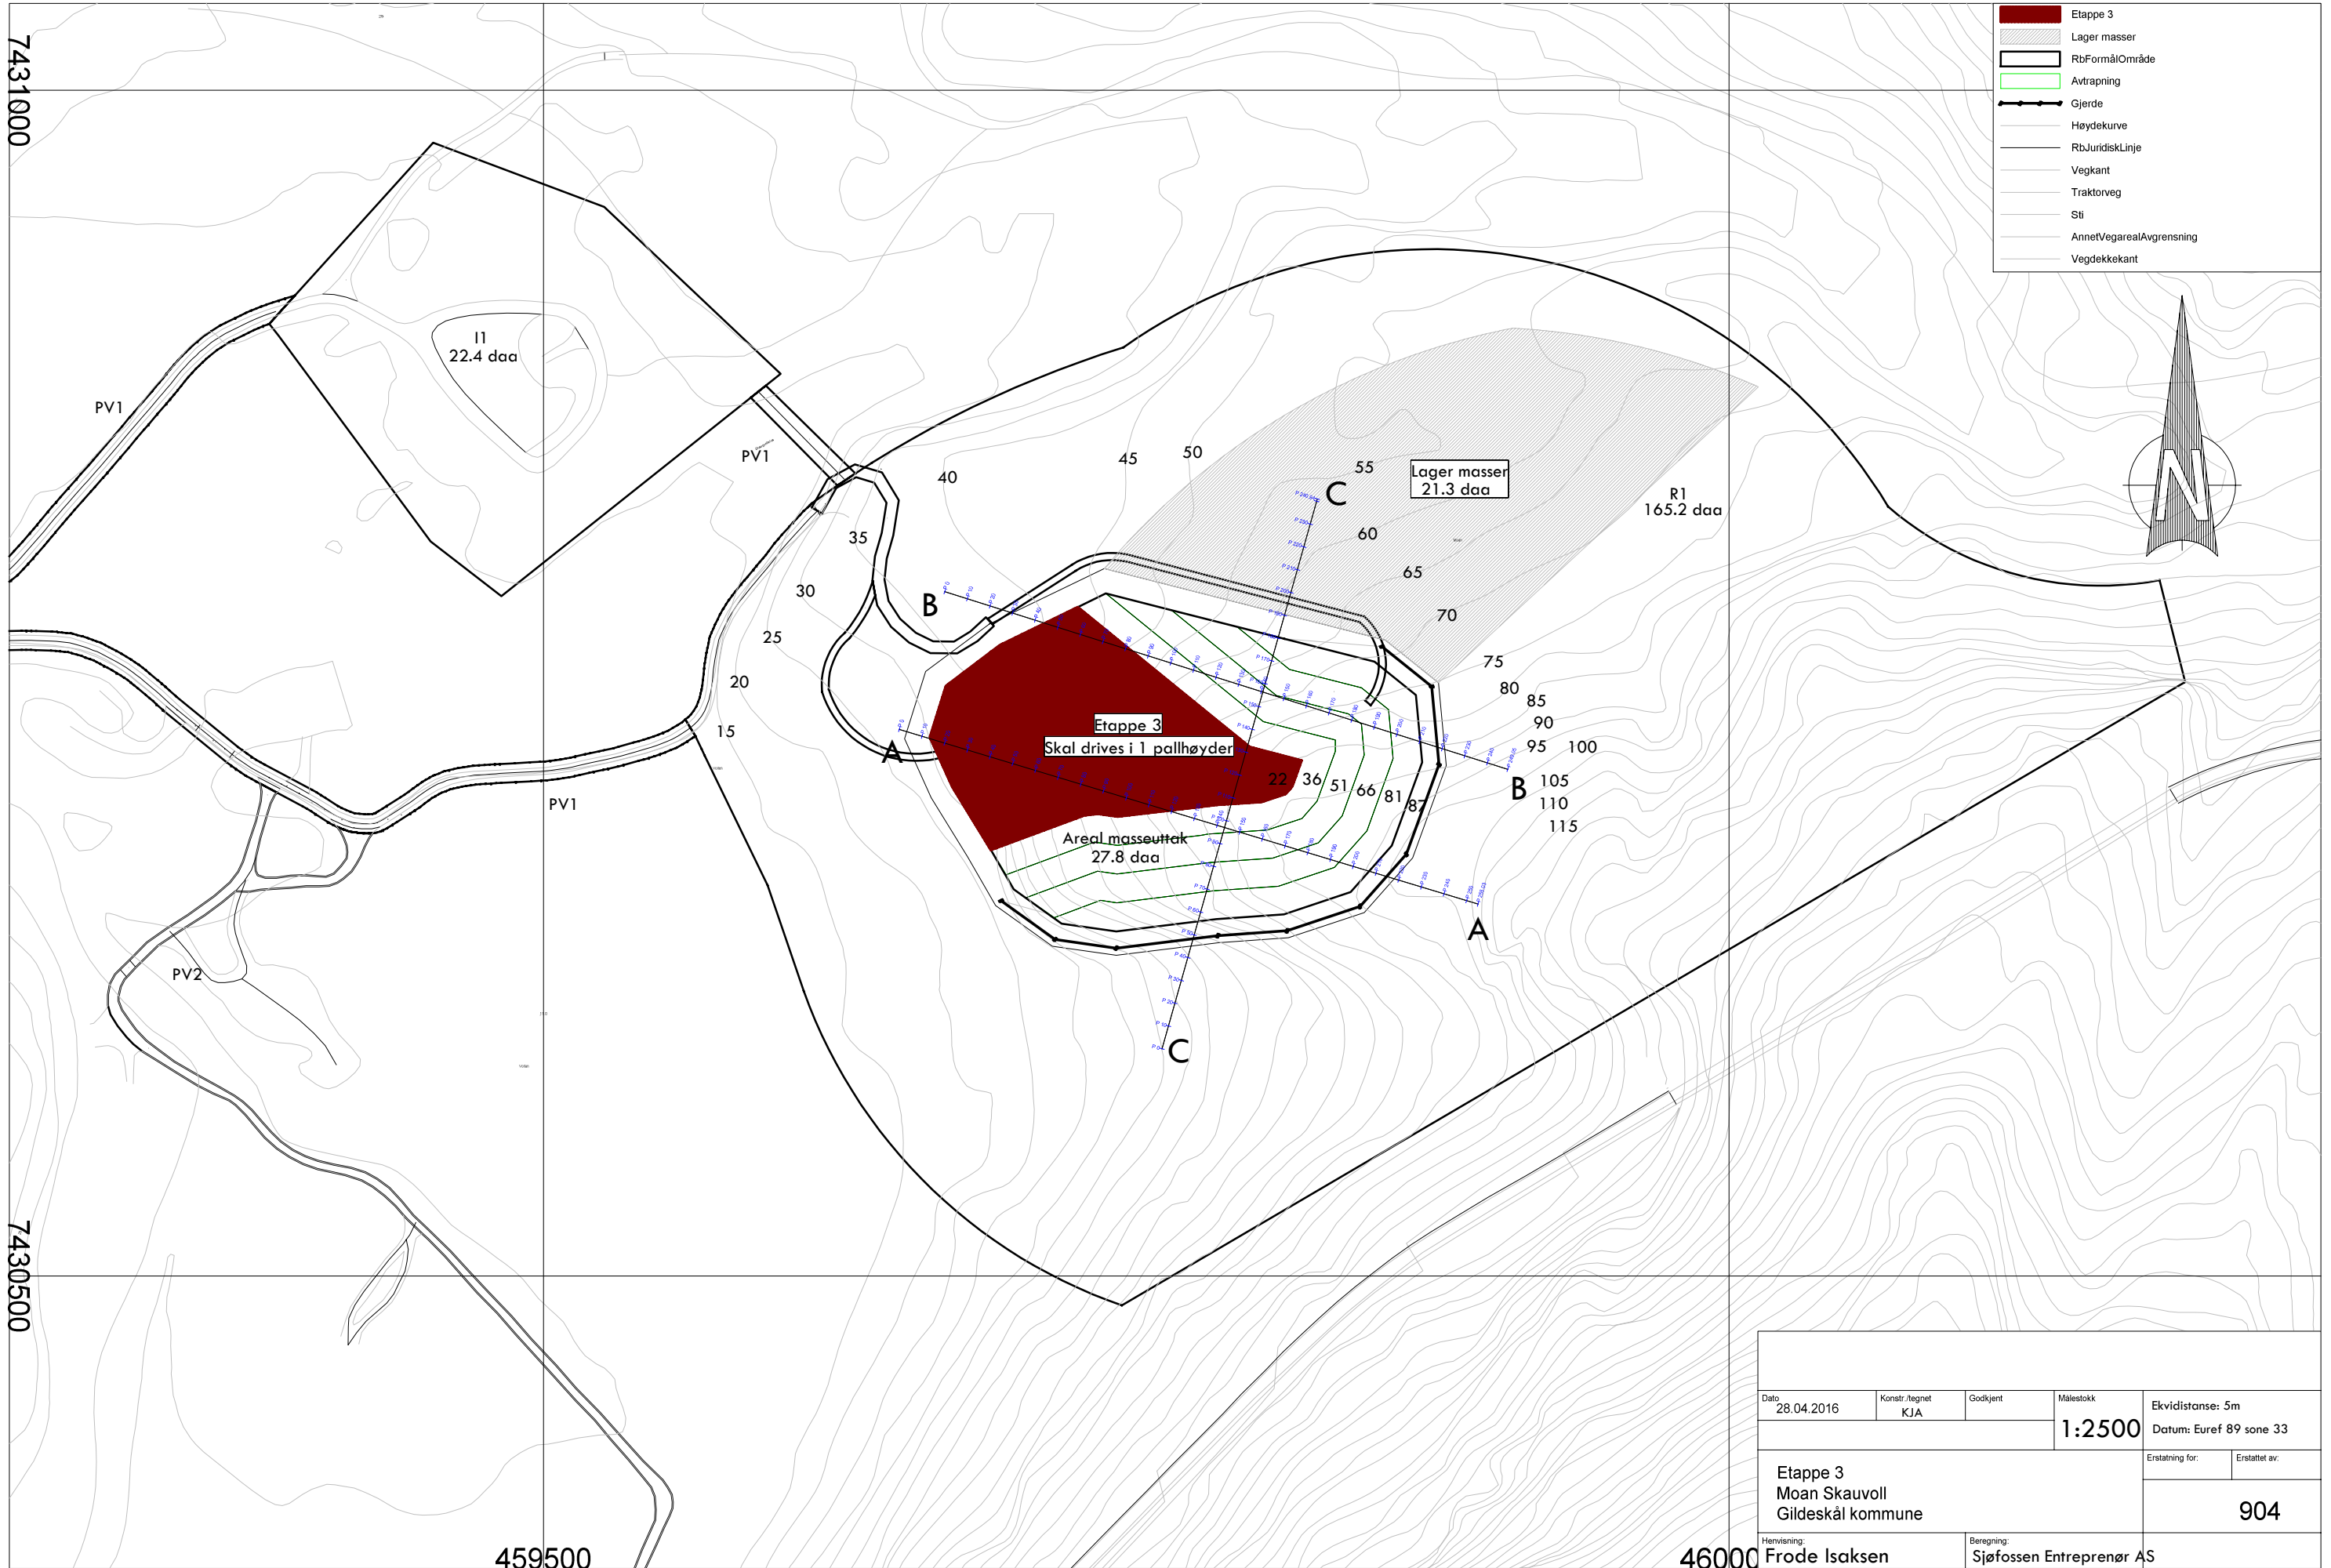 7431000
7430500
459500
46000
Etappe 3
Lager masser
RbFormålOmråde
Avtrapning
Gjerde
Høydekurve
RbJuridiskLinje
Vegkant
Traktorveg
Sti
AnnetVegarealAvgrensning
Vegdekkekant
N
I1
22.4 daa
PV1
PV1
PV1
PV2
R1
165.2 daa
Lager masser
21.3 daa
40
45
50
55
60
65
70
75
80
85
90
95
100
105
110
115
35
30
25
20
15
B
B
A
A
C
C
Etappe 3
Skal drives i 1 pallhøyder
22
36
51
66
81
87
Areal masseuttak
27.8 daa
Dato
28.04.2016
Konstr./tegnet
KJA
Godkjent
Målestokk
1:2500
Ekvidistanse: 5m
Datum: Euref 89 sone 33
Etappe 3
Moan Skauvoll
Gildeskål kommune
Erstatning for:
Erstattet av:
904
Henvisning:
Frode Isaksen
Beregning:
Sjøfossen Entreprenør AS